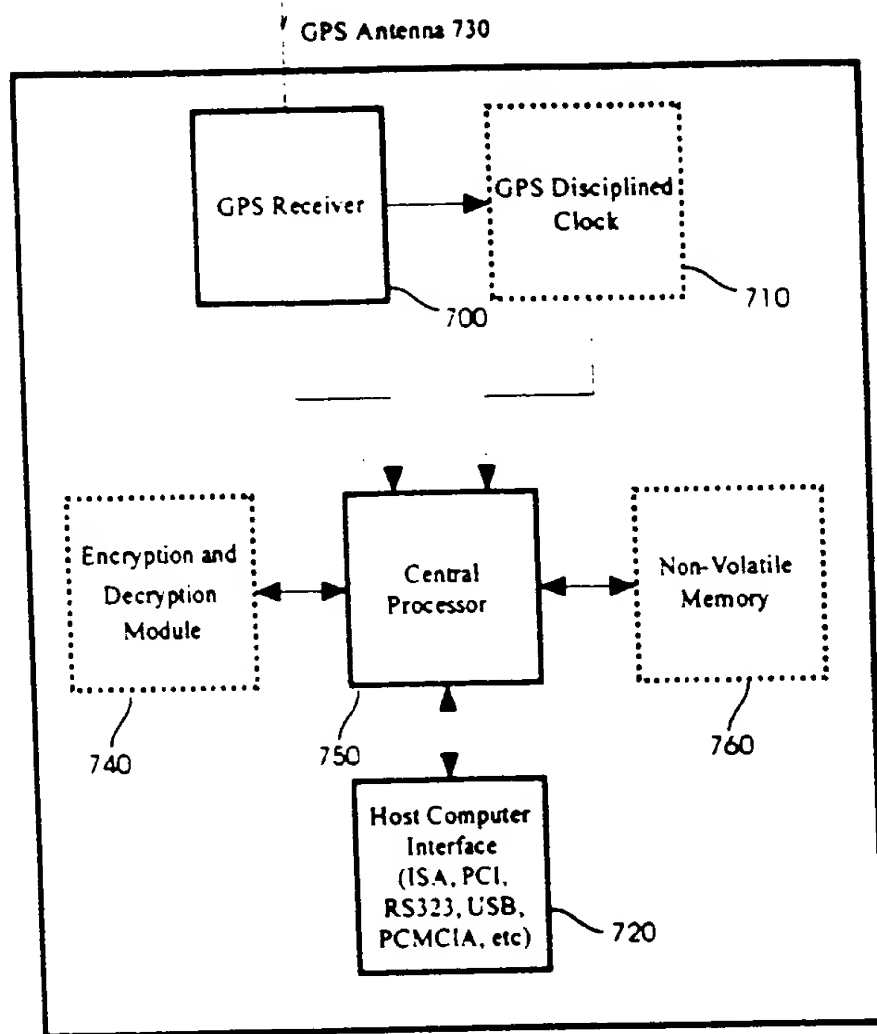 GPS Antenna 730
GPS Receiver
GPS Disciplined
Clock
700
710
Encryption and
Decryption
Module
Central
Processor
Non-Volatile
Memory
740
750
760
Host Computer
Interface
(ISA, PCI,
RS323, USB,
PCMCIA, etc)
720